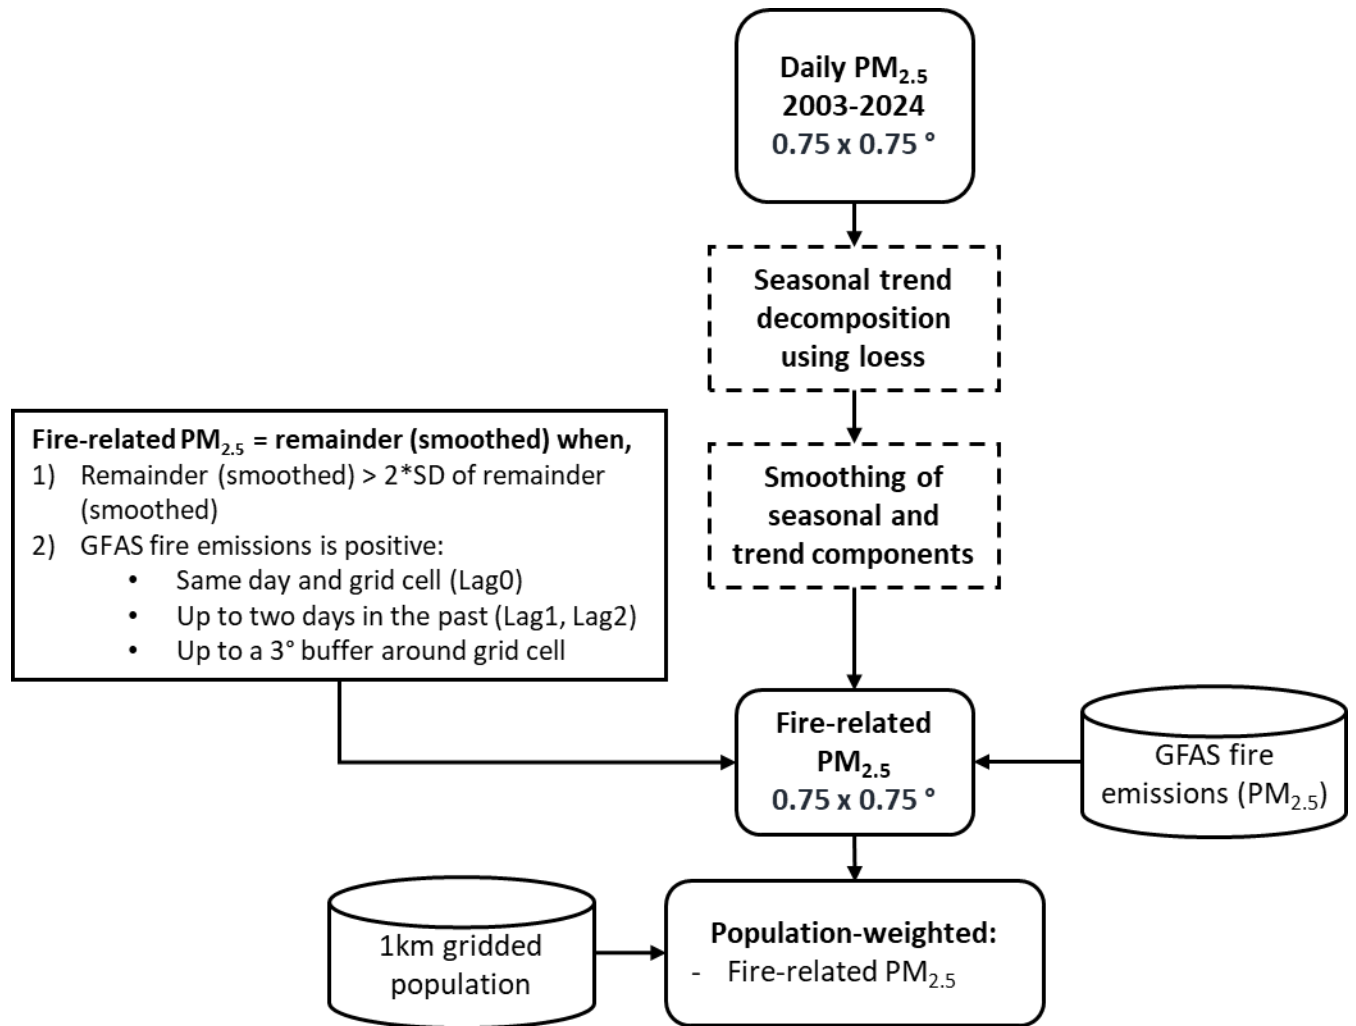 Daily PM2.5
2003-2024
0.75 x 0.75 °
Seasonal trend
decomposition
using loess
Smoothing of
seasonal and
trend components
Fire-related PM2.5 = remainder (smoothed) when,
1) Remainder (smoothed) > 2*SD of remainder
(smoothed)
2) GFAS fire emissions is positive:
• Same day and grid cell (Lag0)
• Up to two days in the past (Lag1, Lag2)
• Up to a 3° buffer around grid cell
Fire-related
PM2.5
0.75 x 0.75 °
GFAS fire
emissions (PM2.5)
1km gridded
population
Population-weighted:
- Fire-related PM2.5